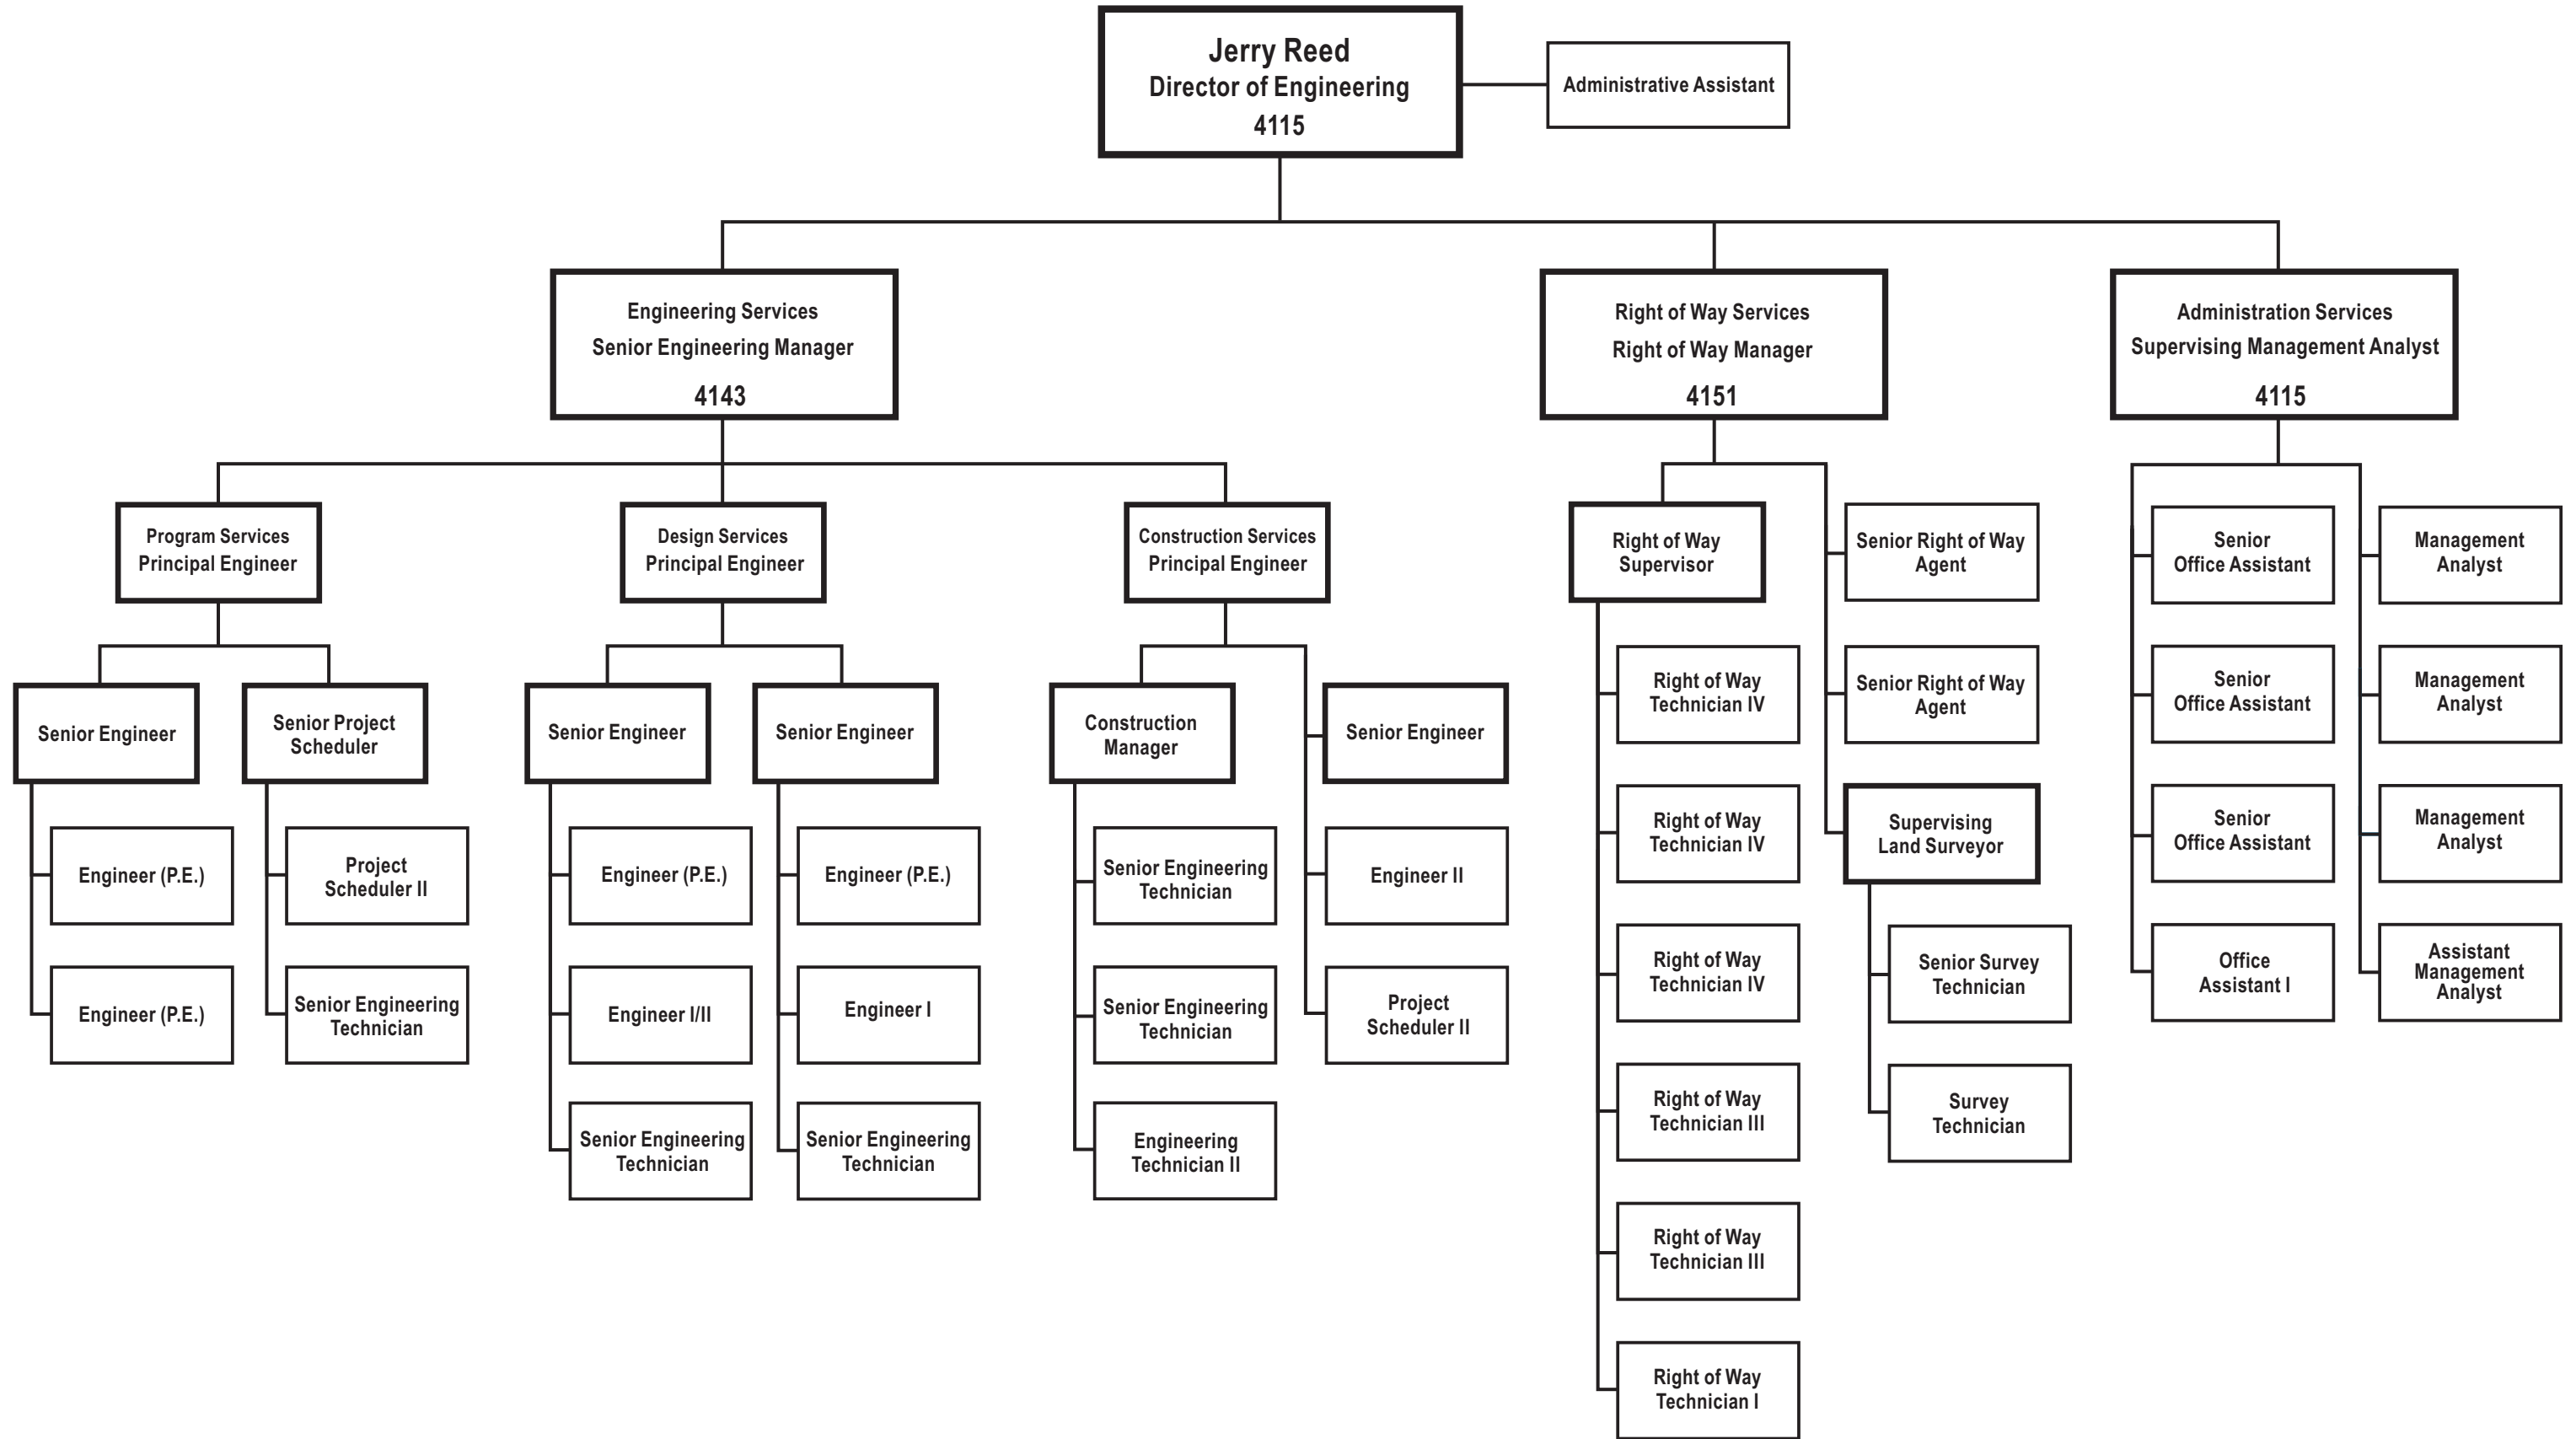 Jerry Reed
Director of Engineering
4115
Administrative Assistant
Engineering Services
Senior Engineering Manager
4143
Right of Way Services
Right of Way Manager
4151
Administration Services
Supervising Management Analyst
4115
Program Services
Principal Engineer
Design Services
Principal Engineer
Construction Services
Principal Engineer
Right of Way
Supervisor
Senior Right of Way
Agent
Senior
Office Assistant
Management
Analyst
Senior Engineer
Senior Project
Scheduler
Senior Engineer
Senior Engineer
Construction
Manager
Senior Engineer
Right of Way
Technician IV
Senior Right of Way
Agent
Senior
Office Assistant
Management
Analyst
Engineer (P.E.)
Project
Scheduler II
Engineer (P.E.)
Engineer (P.E.)
Senior Engineering
Technician
Engineer II
Right of Way
Technician IV
Supervising
Land Surveyor
Senior
Office Assistant
Management
Analyst
Engineer (P.E.)
Senior Engineering
Technician
Engineer I/II
Engineer I
Senior Engineering
Technician
Project
Scheduler II
Right of Way
Technician IV
Senior Survey
Technician
Office
Assistant I
Assistant
Management
Analyst
Senior Engineering
Technician
Senior Engineering
Technician
Engineering
Technician II
Right of Way
Technician III
Survey
Technician
Right of Way
Technician III
Right of Way
Technician I